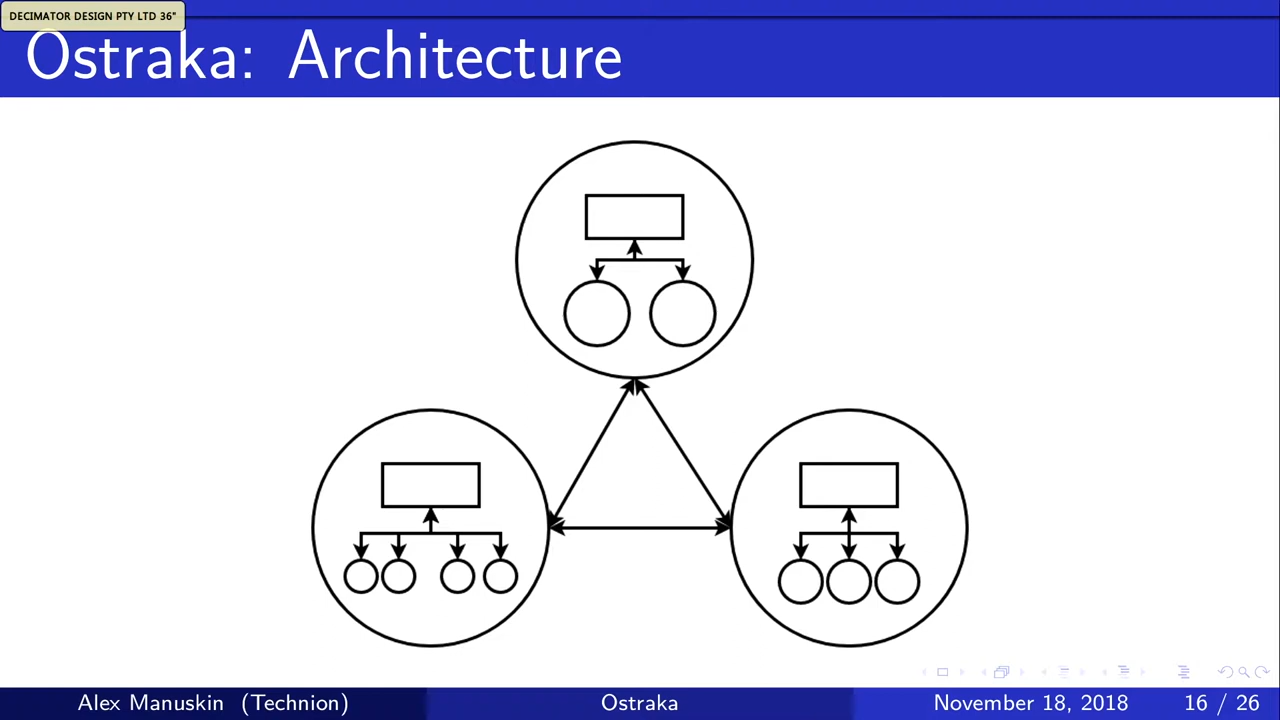 DECIMATOR DESIGN PTY LTD 36"
Ostraka: Architecture
Alex Manuskin (Technion)
Ostraka
November 18, 2018
16 / 26